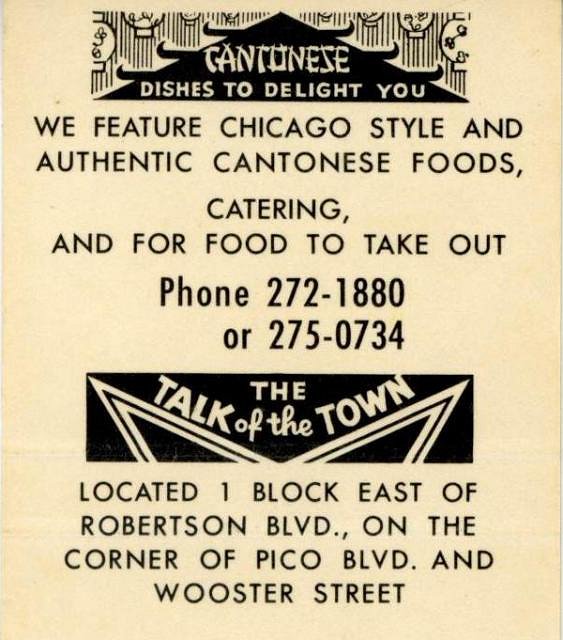 CANTONESE
DISHES TO DELIGHT YOU
WE FEATURE CHICAGO STYLE AND
AUTHENTIC CANTONESE FOODS,
CATERING,
AND FOR FOOD TO TAKE OUT
Phone 272-1880
or 275-0734
THE
TALK of the TOWN
LOCATED 1 BLOCK EAST OF
ROBERTSON BLVD., ON THE
CORNER OF PICO BLVD. AND
WOOSTER STREET